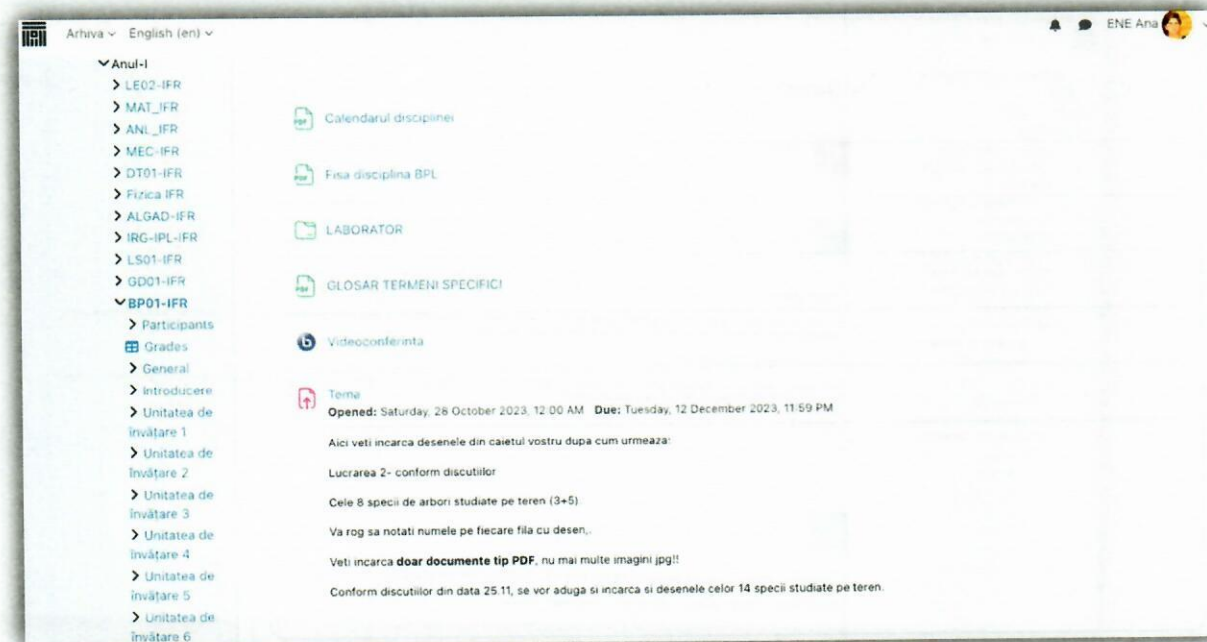 Arhiva English (en)
ENE Ana
Anul-I
LE02-IFR
MAT_IFR
ANL_IFR
MEC-IFR
DT01-IFR
Fizica IFR
ALGAD-IFR
IRG-IPL-IFR
LS01-IFR
GD01-IFR
BP01-IFR
Participants
Grades
General
Introducere
Unitatea de
învățare 1
Unitatea de
învățare 2
Unitatea de
învățare 3
Unitatea de
învățare 4
Unitatea de
învățare 5
Unitatea de
învățare 6
PDF
Calendarul disciplinei
PDF
Fisa disciplina BPL
LABORATOR
PDF
GLOSAR TERMENI SPECIFICI
b
Videoconferinta
Tema
Opened: Saturday, 28 October 2023, 12:00 AM Due: Tuesday, 12 December 2023, 11:59 PM
Aici veti incarca desenele din caietul vostru dupa cum urmeaza:
Lucrarea 2- conform discutiilor
Cele 8 specii de arbori studiate pe teren (3+5)
Va rog sa notati numele pe fiecare fila cu desen,.
Veti incarca doar documente tip PDF, nu mai multe imagini jpg!!
Conform discutiilor din data 25.11, se vor aduga si incarca si desenele celor 14 specii studiate pe teren.